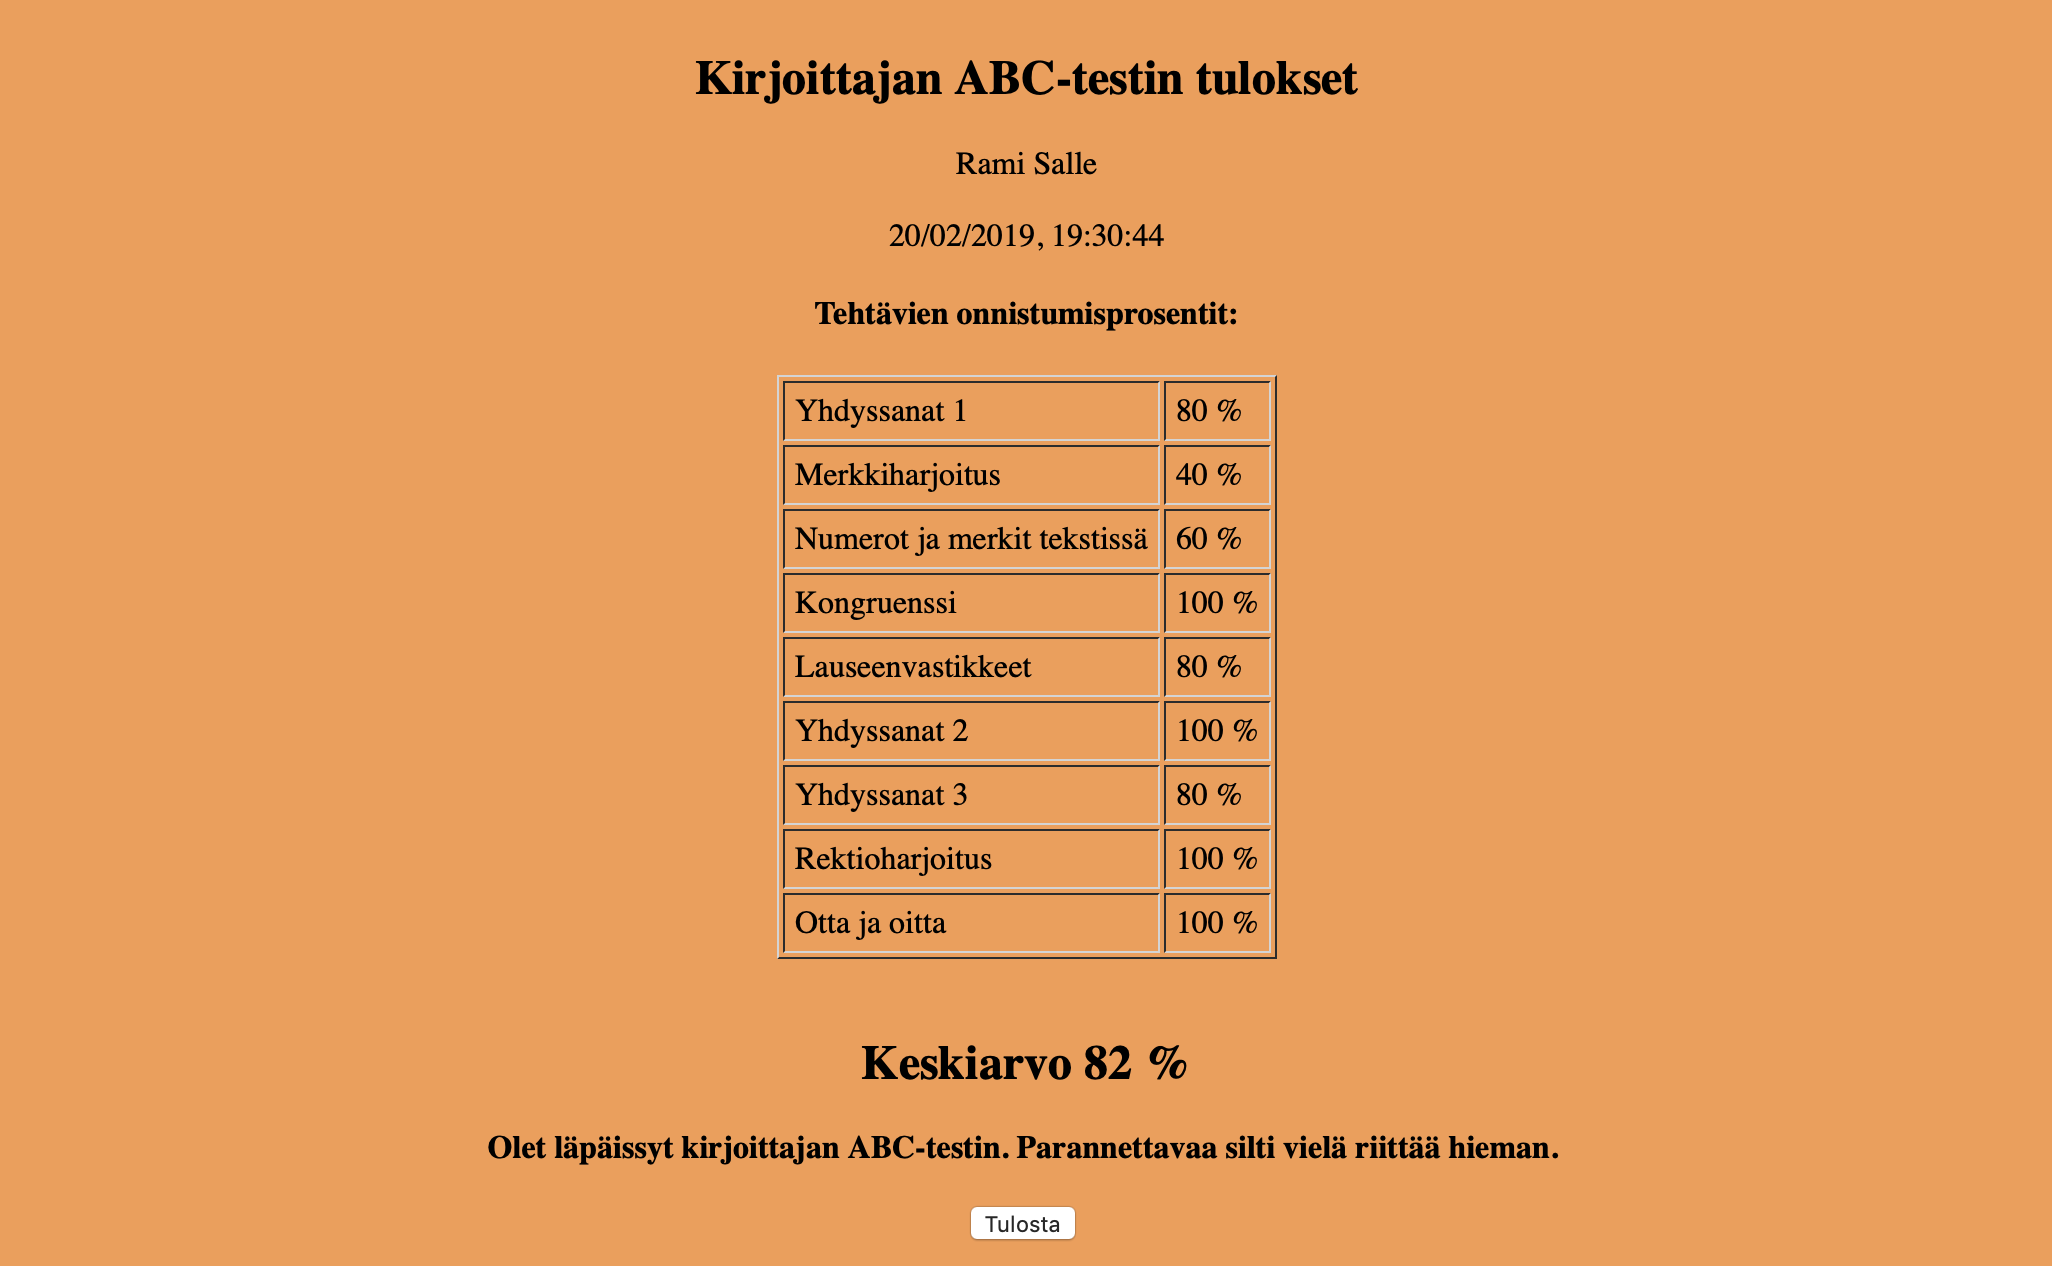 Kirjoittajan ABC-testin tulokset
Rami Salle
20/02/2019, 19:30:44
Tehtävien onnistumisprosentit:
Yhdyssanat 1 80 %
Merkkiharjoitus 40 %
Numerot ja merkit tekstissä 60 %
Kongruenssi 100 %
Lauseenvastikkeet 80 %
Yhdyssanat 2 100 %
Yhdyssanat 3 80 %
Rektioharjoitus 100 %
Otta ja oitta 100 %
Keskiarvo 82 %
Olet läpäissyt kirjoittajan ABC-testin. Parannettavaa silti vielä riittää hieman.
Tulosta